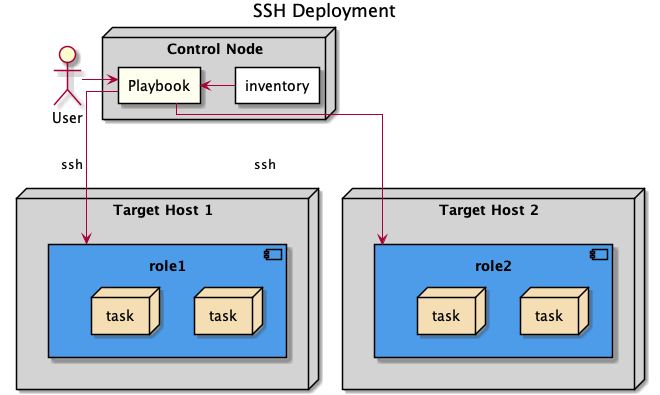 SSH Deployment
Control Node
Playbook
inventory
User
ssh
ssh
Target Host 1
role1
task
task
Target Host 2
role2
task
task